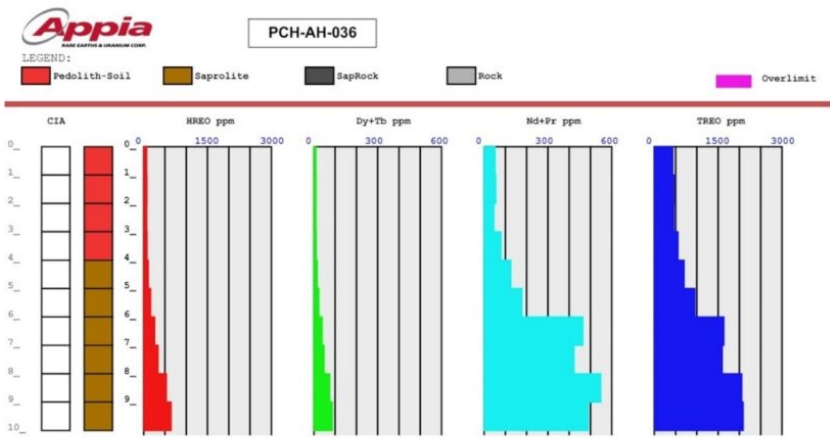 Appia
RARE EARTHS & URANIUM CORP.
PCH-AH-036
LEGEND:
Pedolith-Soil Saprolite SapRock Rock Overlimit
CIA HREO ppm Dy+Tb ppm Nd+Pr ppm TREO ppm
0 1500 3000 0 300 600 0 300 600 0 1500 3000
0_ 0_
1_ 1_
2_ 2_
3_ 3_
4_ 4_
5_ 5_
6_ 6_
7_ 7_
8_ 8_
9_ 9_
10_